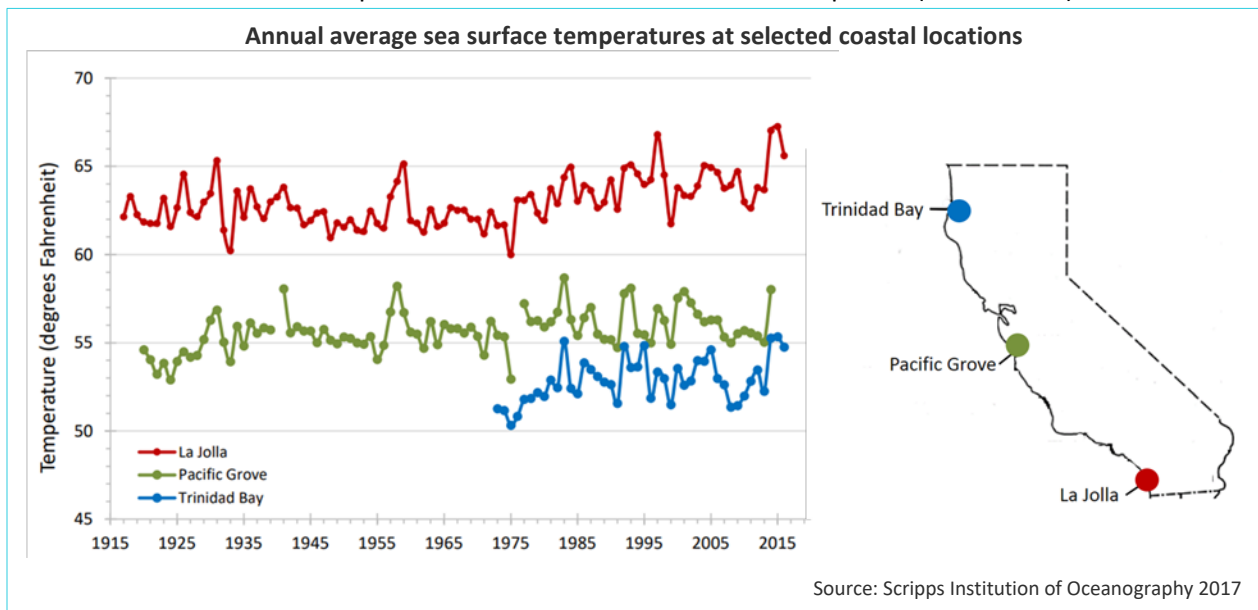 Annual average sea surface temperatures at selected coastal locations
Temperature (degrees Fahrenheit)
70
65
60
55
50
45
La Jolla
Pacific Grove
Trinidad Bay
1915 1925 1935 1945 1955 1965 1975 1985 1995 2005 2015
Trinidad Bay
Pacific Grove
La Jolla
Source: Scripps Institution of Oceanography 2017